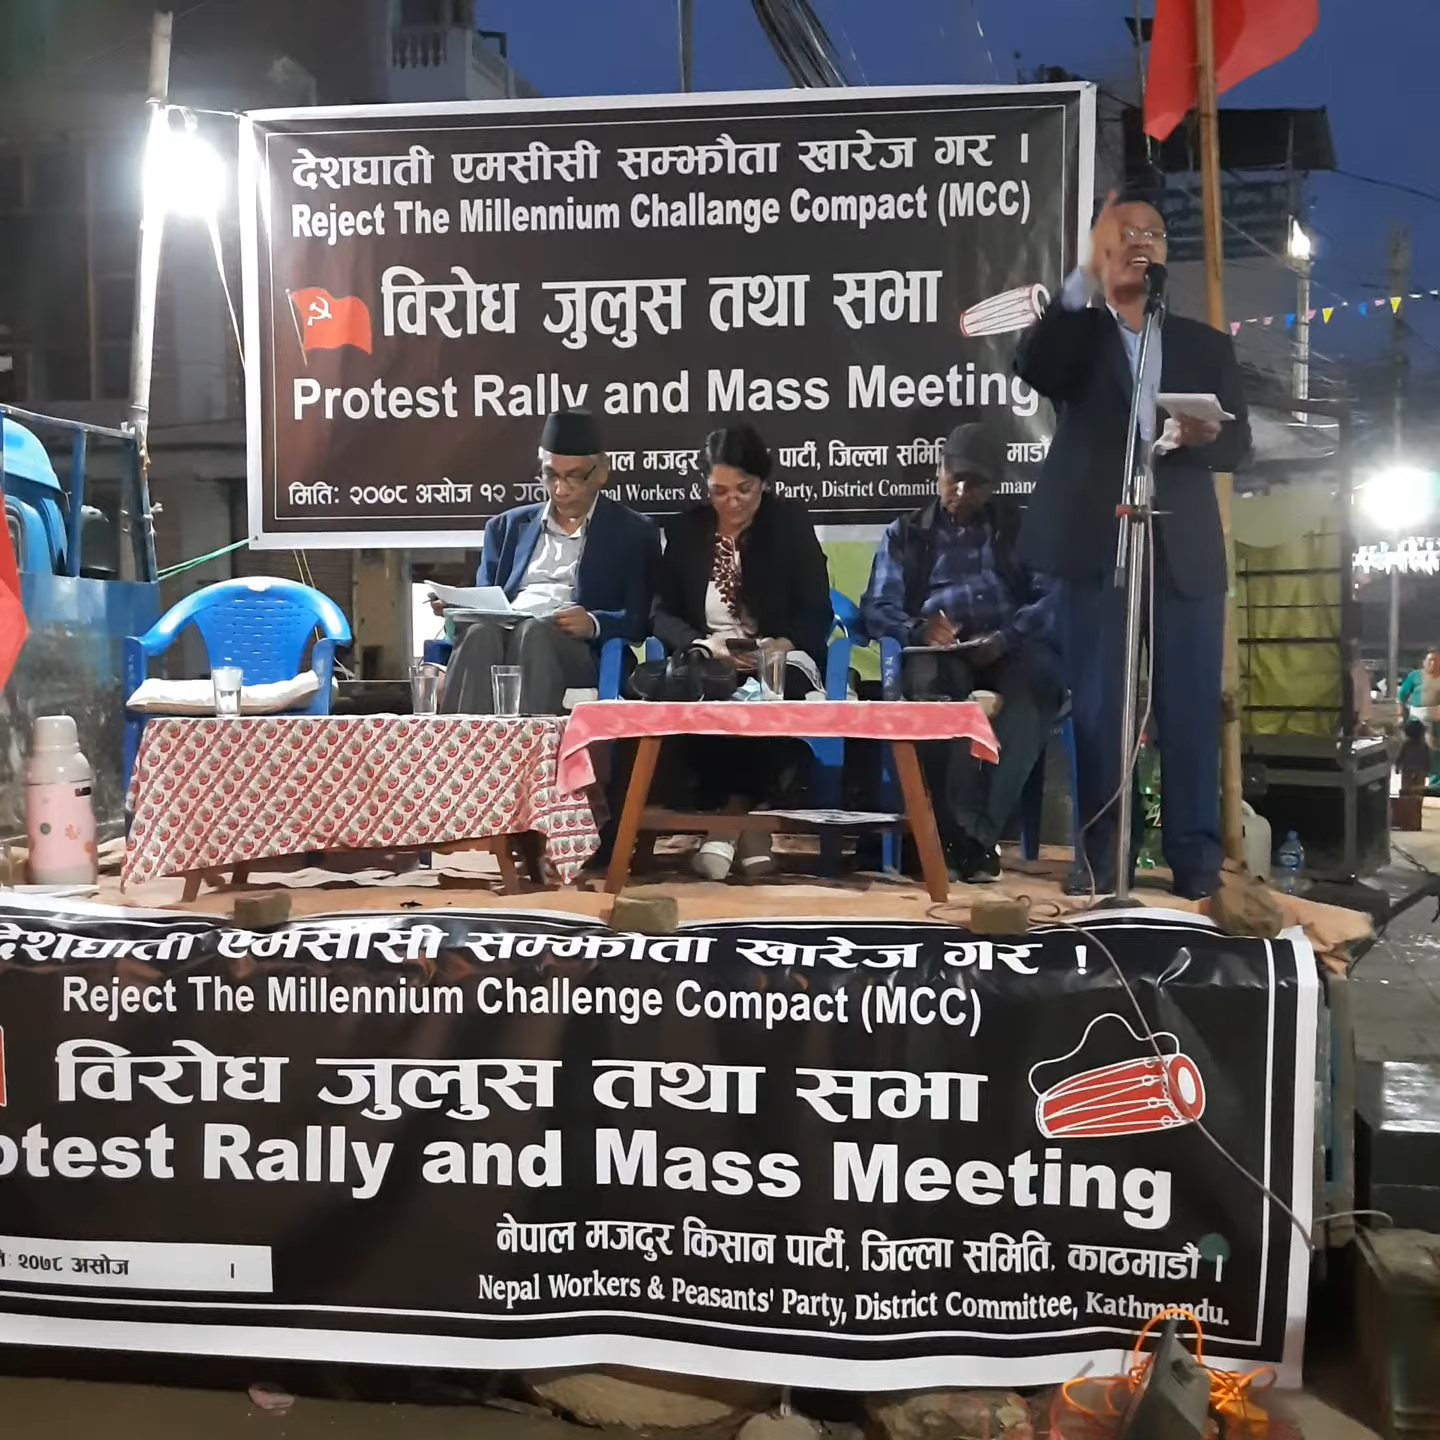 देशघाती एमसीसी सम्झौता खारेज गर ।
Reject The Millennium Challange Compact (MCC)
विरोध जुलुस तथा सभा
Protest Rally and Mass Meeting
मजदुर पार्टी, जिल्ला समिति
मिति: २०७८ असोज १२ Workers & Party, District
देशघाती एमसीसी सम्झौता खारेज गर !
Reject The Millennium Challenge Compact (MCC)
विरोध जुलुस तथा सभा
otest Rally and Mass Meeting
नेपाल मजदुर किसान पार्टी, जिल्ला समिति, काठमाडौं ।
२०७८ असोज ।
Nepal Workers & Peasants' Party, District Committee, Kathmandu.